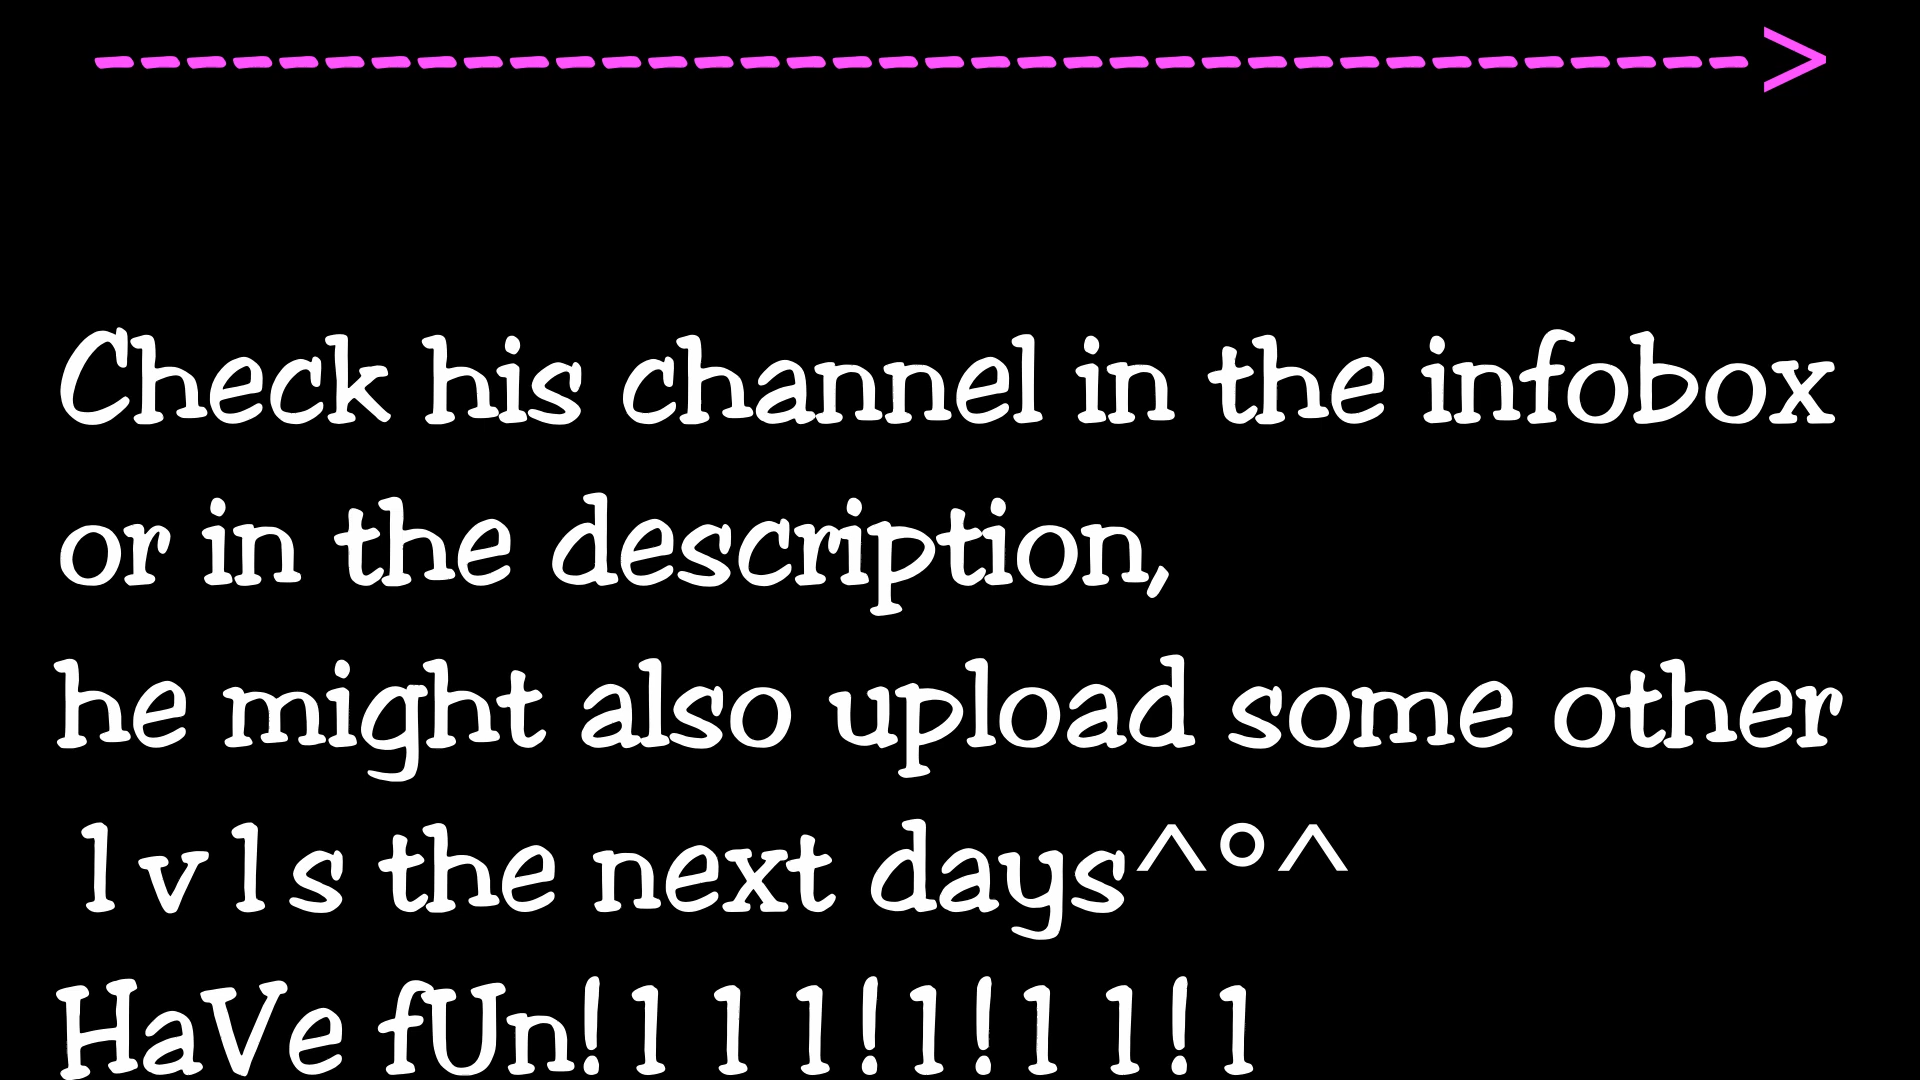 ------------------------------------>
Check his channel in the infobox
or in the description,
he might also upload some other
1v1s the next days^°^
HaVe fUn!111!1!11!1